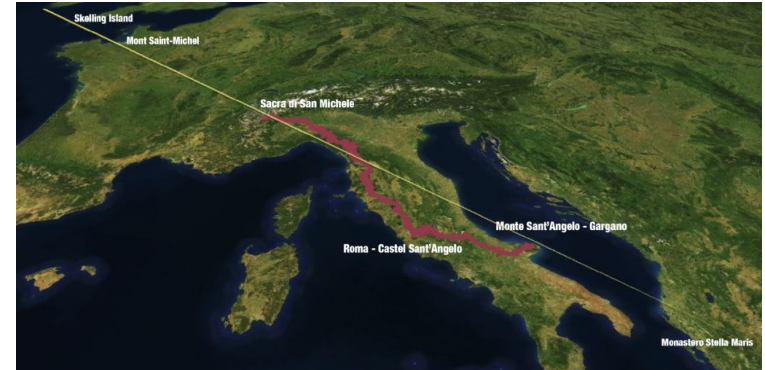 Skelling Island
Mont Saint-Michel
Sacra di San Michele
Monte Sant'Angelo - Gargano
Roma - Castel Sant'Angelo
Monastero Stella Maris